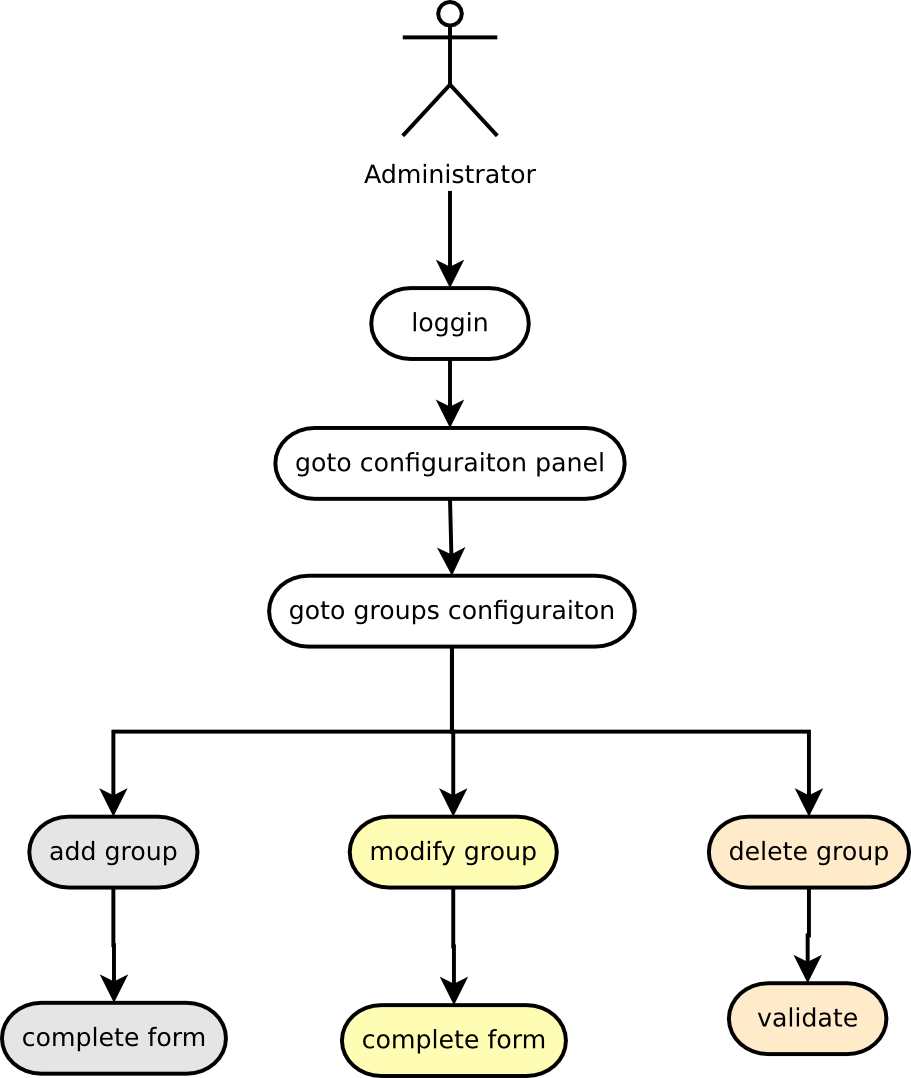 Administrator
loggin
goto configuraiton panel
goto groups configuraiton
add group
modify group
delete group
complete form
complete form
validate